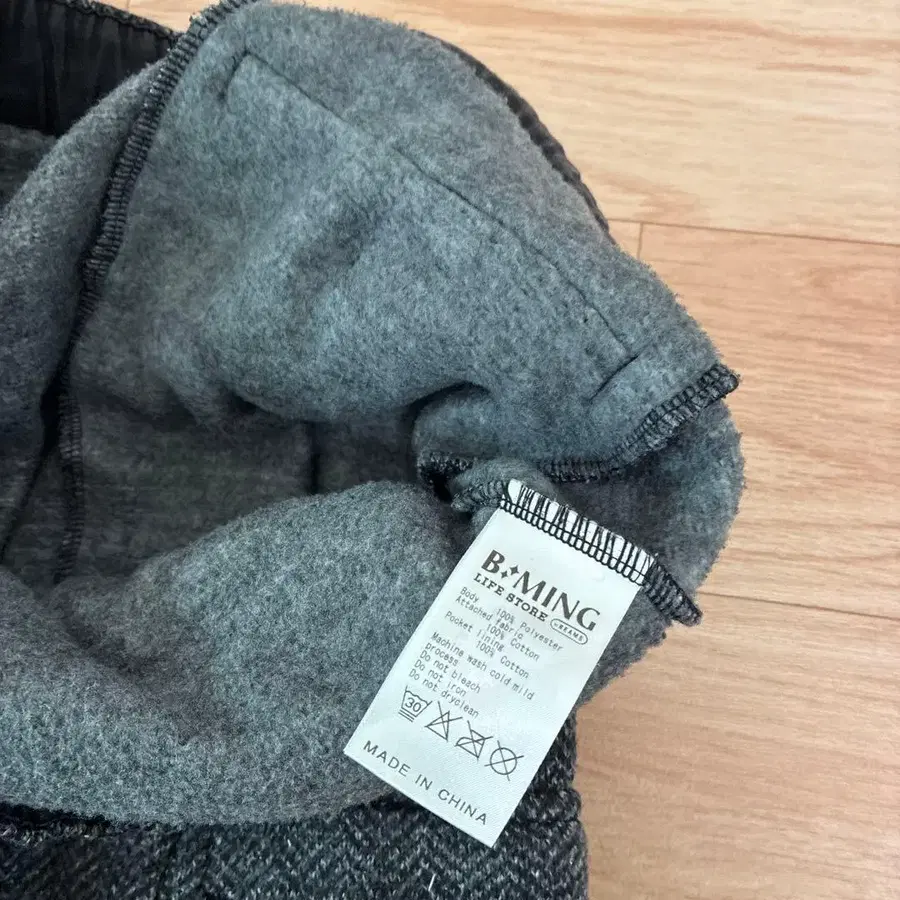 B MING
LIFE STORE by BEAMS
Body 100% Polyester
Attached fabric
100% Cotton
Pocket lining
100% Cotton
Machine wash cold mild
process
Do not bleach
Do not iron
Do not dryclean
30
MADE IN CHINA